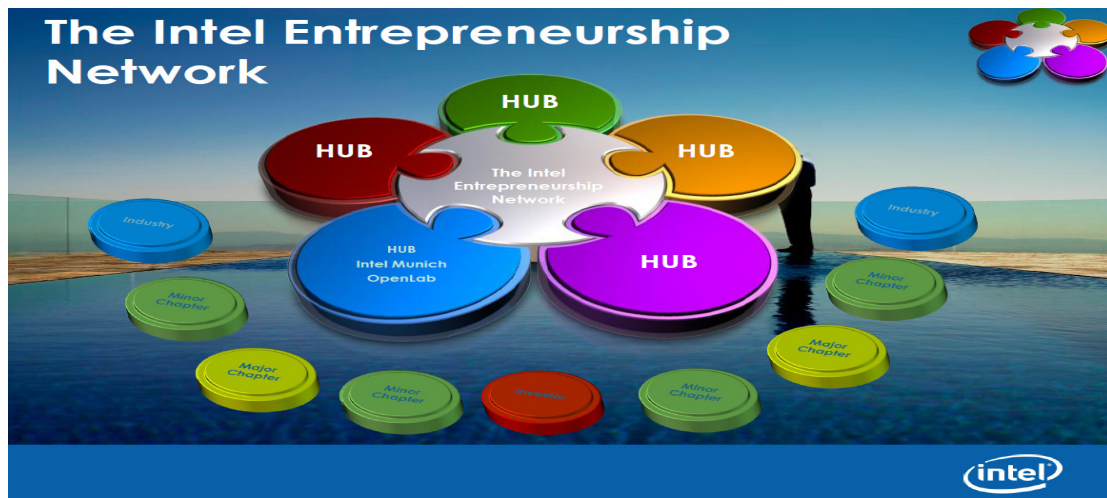 The Intel Entrepreneurship
Network
HUB
HUB
HUB
The Intel
Entrepreneurship
Network
HUB
Intel Munich
OpenLab
HUB
Industry
Industry
Minor
Chapter
Minor
Chapter
Major
Chapter
Major
Chapter
Minor
Chapter
Investor
Minor
Chapter
intel